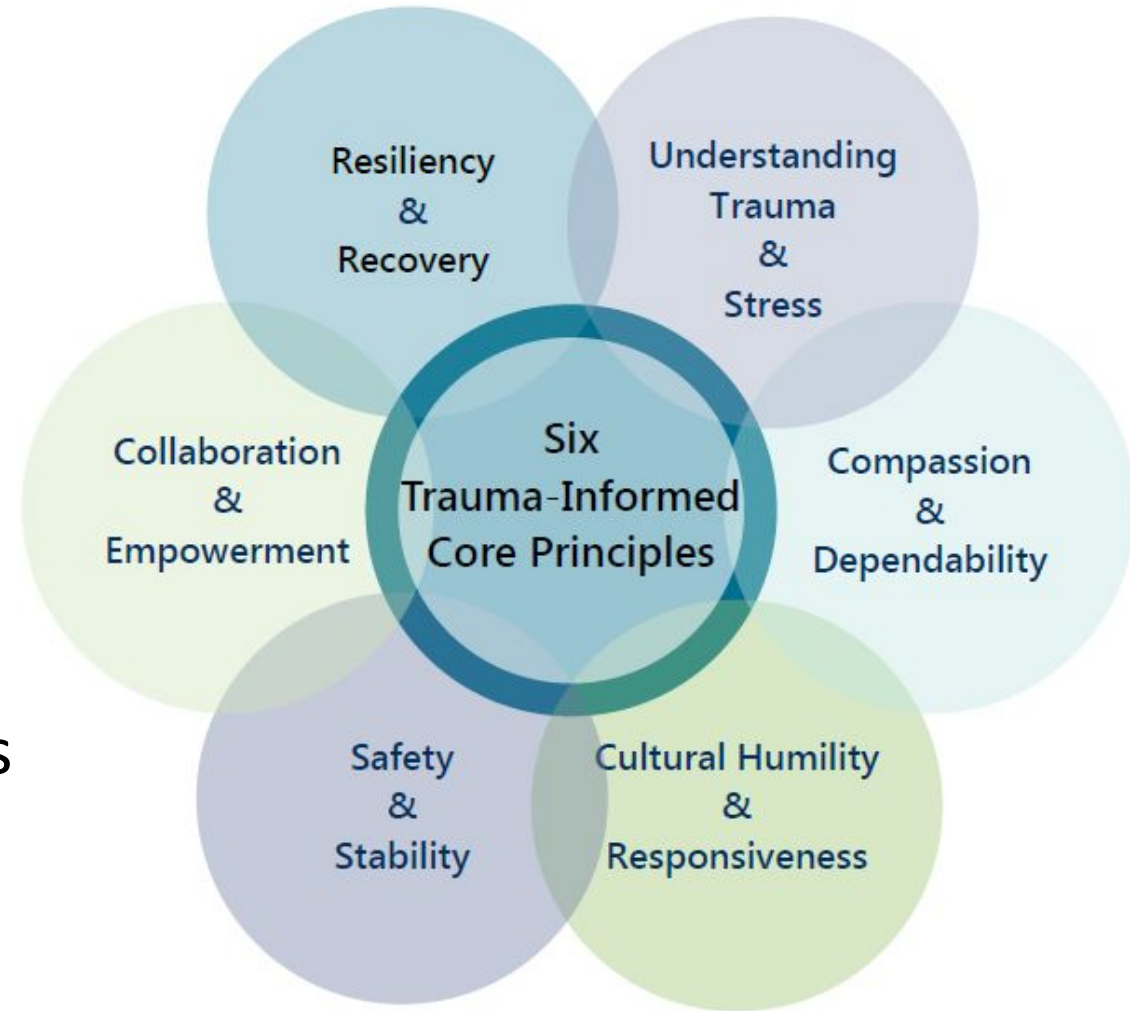 Resiliency
&
Recovery
Understanding
Trauma
&
Stress
Collaboration
&
Empowerment
Six
Trauma-Informed
Core Principles
Compassion
&
Dependability
s
Safety
&
Stability
Cultural Humility
&
Responsiveness